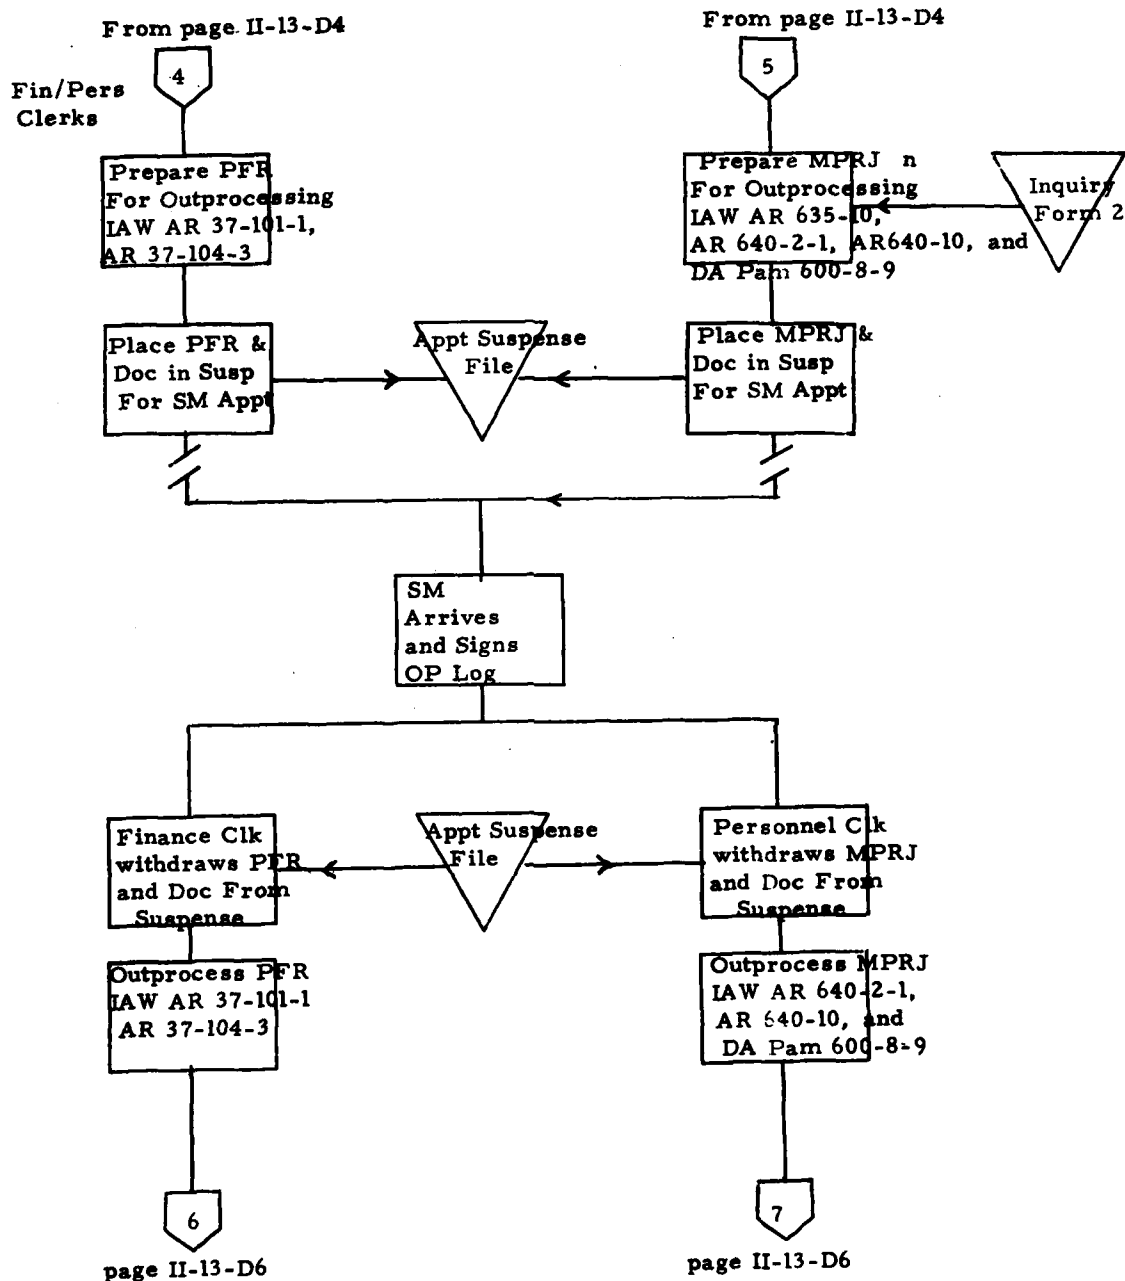 From page II-13-D4
4
Fin/Pers
Clerks
Prepare PFR
For Outprocessing
IAW AR 37-101-1,
AR 37-104-3
From page II-13-D4
5
Prepare MPRJ n
For Outprocessing
IAW AR 635-10,
AR 640-2-1, AR640-10, and
DA Pam 600-8-9
Inquiry
Form 2
Place PFR &
Doc in Susp
For SM Appt
Appt Suspense
File
Place MPRJ &
Doc in Susp
For SM Appt
SM
Arrives
and Signs
OP Log
Finance Clk
withdraws PFR
and Doc From
Suspense
Appt Suspense
File
Personnel Clk
withdraws MPRJ
and Doc From
Suspense
Outprocess PFR
IAW AR 37-101-1
AR 37-104-3
Outprocess MPRJ
IAW AR 640-2-1,
AR 640-10, and
DA Pam 600-8-9
6
page II-13-D6
7
page II-13-D6